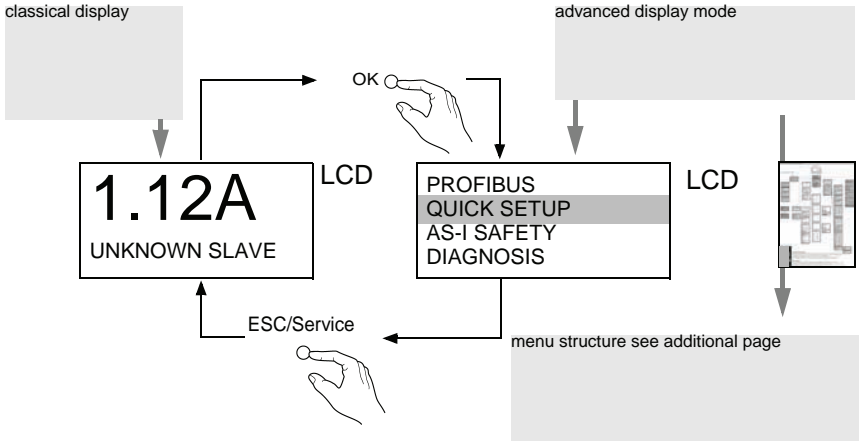 classical display
advanced display mode
OK
1.12A
UNKNOWN SLAVE
LCD
PROFIBUS
QUICK SETUP
AS-I SAFETY
DIAGNOSIS
LCD
ESC/Service
menu structure see additional page